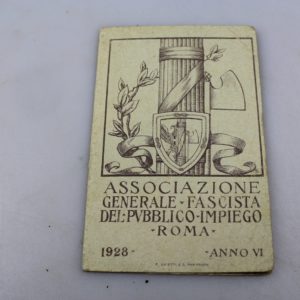 ASSOCIAZIONE
GENERALE·FASCISTA
DEL·PVBBLICO·IMPIEGO
·ROMA·
1928· ·ANNO VI